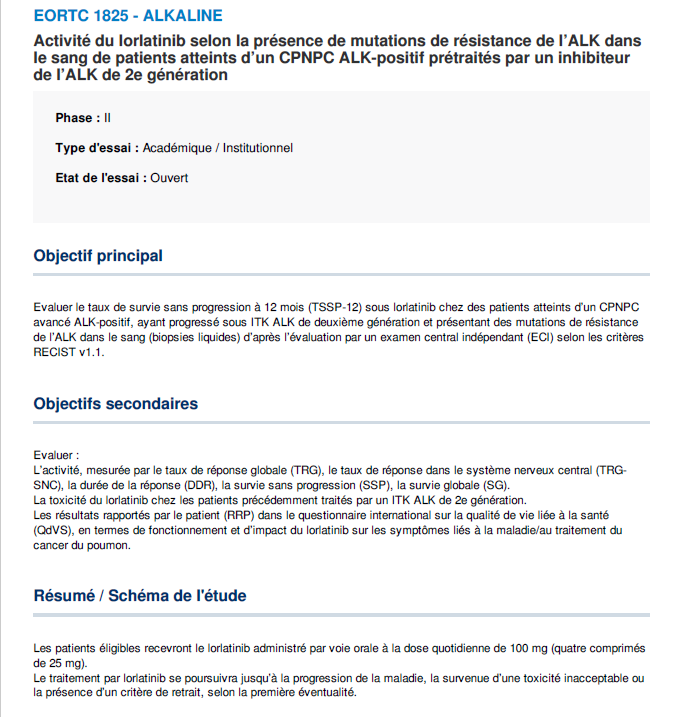 EORTC 1825 - ALKALINE
Activité du lorlatinib selon la présence de mutations de résistance de l'ALK dans
le sang de patients atteints d'un CPNPC ALK-positif prétraités par un inhibiteur
de l'ALK de 2e génération
Phase : II
Type d'essai : Académique / Institutionnel
Etat de l'essai : Ouvert
Objectif principal
Evaluer le taux de survie sans progression à 12 mois (TSSP-12) sous lorlatinib chez des patients atteints d'un CPNPC
avancé ALK-positif, ayant progressé sous ITK ALK de deuxième génération et présentant des mutations de résistance
de l'ALK dans le sang (biopsies liquides) d'après l'évaluation par un examen central indépendant (ECI) selon les critères
RECIST v1.1.
Objectifs secondaires
Evaluer :
L'activité, mesurée par le taux de réponse globale (TRG), le taux de réponse dans le système nerveux central (TRG-
SNC), la durée de la réponse (DDR), la survie sans progression (SSP), la survie globale (SG).
La toxicité du lorlatinib chez les patients précédemment traités par un ITK ALK de 2e génération.
Les résultats rapportés par le patient (RRP) dans le questionnaire international sur la qualité de vie liée à la santé
(QdVS), en termes de fonctionnement et d'impact du lorlatinib sur les symptômes liés à la maladie/au traitement du
cancer du poumon.
Résumé / Schéma de l'étude
Les patients éligibles recevront le lorlatinib administré par voie orale à la dose quotidienne de 100 mg (quatre comprimés
de 25 mg).
Le traitement par lorlatinib se poursuivra jusqu'à la progression de la maladie, la survenue d'une toxicité inacceptable ou
la présence d'un critère de retrait, selon la première éventualité.